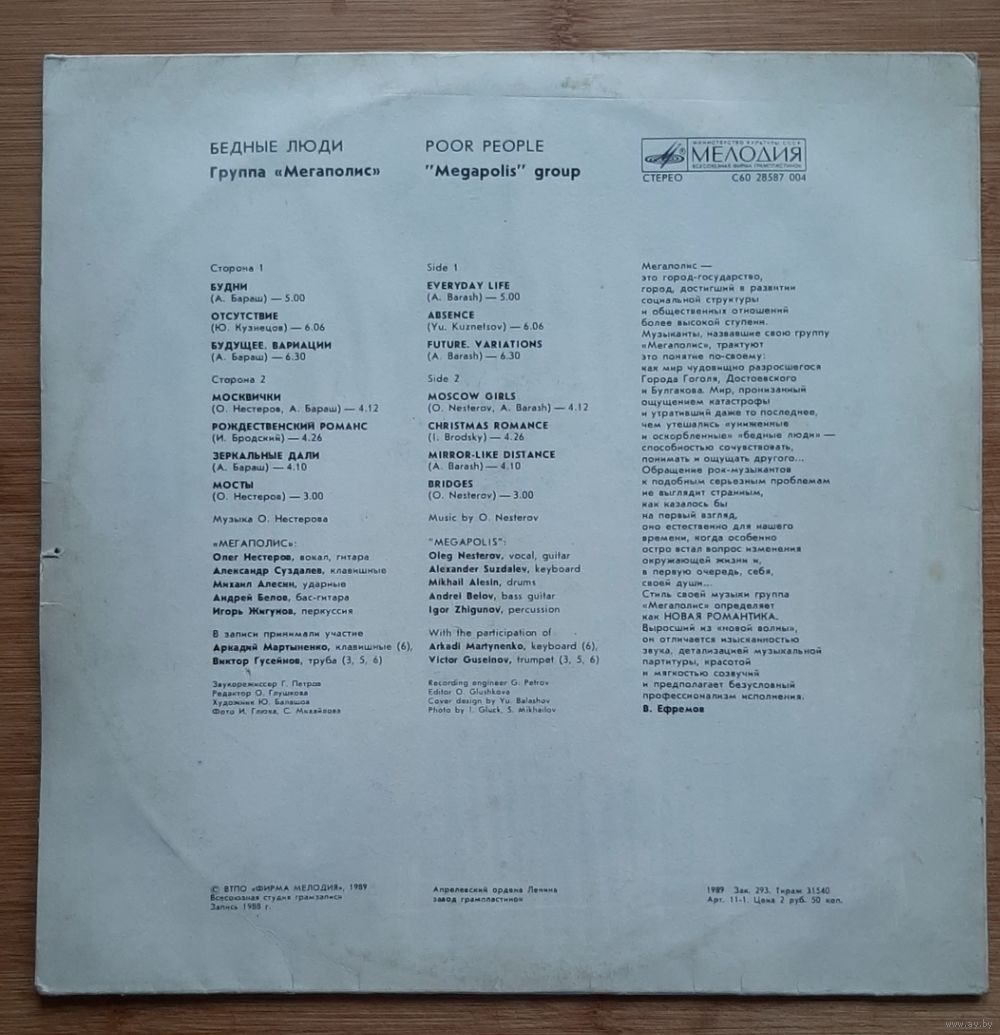 БЕДНЫЕ ЛЮДИ
Группа «Мегаполис»
POOR PEOPLE
"Megapolis" group
МИНИСТЕРСТВО КУЛЬТУРЫ СССР
МЕЛОДИЯ
ВСЕСОЮЗНАЯ ФИРМА ГРАМПЛАСТИНОК
СТЕРЕО С60 28587 004
Сторона 1
БУДНИ
(А. Бараш) — 5.00
ОТСУТСТВИЕ
(Ю. Кузнецов) — 6.06
БУДУЩЕЕ. ВАРИАЦИИ
(А. Бараш) — 6.30
Сторона 2
МОСКВИЧКИ
(О. Нестеров, А. Бараш) — 4.12
РОЖДЕСТВЕНСКИЙ РОМАНС
(И. Бродский) — 4.26
ЗЕРКАЛЬНЫЕ ДАЛИ
(А. Бараш) — 4.10
МОСТЫ
(О. Нестеров) — 3.00
Музыка О. Нестерова
«МЕГАПОЛИС»:
Олег Нестеров, вокал, гитара
Александр Суздалев, клавишные
Михаил Алесин, ударные
Андрей Белов, бас-гитара
Игорь Жигунов, перкуссия
В записи принимали участие
Аркадий Мартыненко, клавишные (6),
Виктор Гусейнов, труба (3, 5, 6)
Звукорежиссер Г. Петров
Редактор О. Глушкова
Художник Ю. Балашов
Фото И. Глюка, С. Михайлова
Side 1
EVERYDAY LIFE
(A. Barash) — 5.00
ABSENCE
(Yu. Kuznetsov) — 6.06
FUTURE. VARIATIONS
(A. Barash) — 6.30
Side 2
MOSCOW GIRLS
(O. Nesterov, A. Barash) — 4.12
CHRISTMAS ROMANCE
(I. Brodsky) — 4.26
MIRROR-LIKE DISTANCE
(A. Barash) — 4.10
BRIDGES
(O. Nesterov) — 3.00
Music by O. Nesterov
"MEGAPOLIS":
Oleg Nesterov, vocal, guitar
Alexander Suzdalev, keyboard
Mikhail Alesin, drums
Andrei Belov, bass guitar
Igor Zhigunov, percussion
With the participation of
Arkadi Martynenko, keyboard (6),
Victor Guseinov, trumpet (3, 5, 6)
Recording engineer G. Petrov
Editor O. Glushkova
Cover design by Yu. Balashov
Photo by I. Gluck, S. Mikhailov
Мегаполис —
это город-государство,
город, достигший в развитии
социальной структуры
и общественных отношений
более высокой ступени.
Музыканты, назвавшие свою группу
«Мегаполис», трактуют
это понятие по-своему:
как мир чудовищно разросшегося
Города Гоголя, Достоевского
и Булгакова. Мир, пронизанный
ощущением катастрофы
и утративший даже то последнее,
чем утешались «униженные
и оскорбленные» «бедные люди» —
способностью сочувствовать,
понимать и ощущать другого...
Обращение рок-музыкантов
к подобным серьезным проблемам
не выглядит странным,
как казалось бы
на первый взгляд,
оно естественно для нашего
времени, когда особенно
остро встал вопрос изменения
окружающей жизни и,
в первую очередь, себя,
своей души...
Стиль своей музыки группа
«Мегаполис» определяет
как НОВАЯ РОМАНТИКА.
Выросший из «новой волны»,
он отличается изысканностью
звука, детализацией музыкальной
партитуры, красотой
и мягкостью созвучий
и предполагает безусловный
профессионализм исполнения.
В. Ефремов
© ВТПО «ФИРМА МЕЛОДИЯ», 1989
Всесоюзная студия грамзаписи
Запись 1988 г.
Апрелевский ордена Ленина
завод грампластинок
1989 Зак. 293. Тираж 31540
Арт. 11-1. Цена 2 руб. 50 коп.
www.ay.by